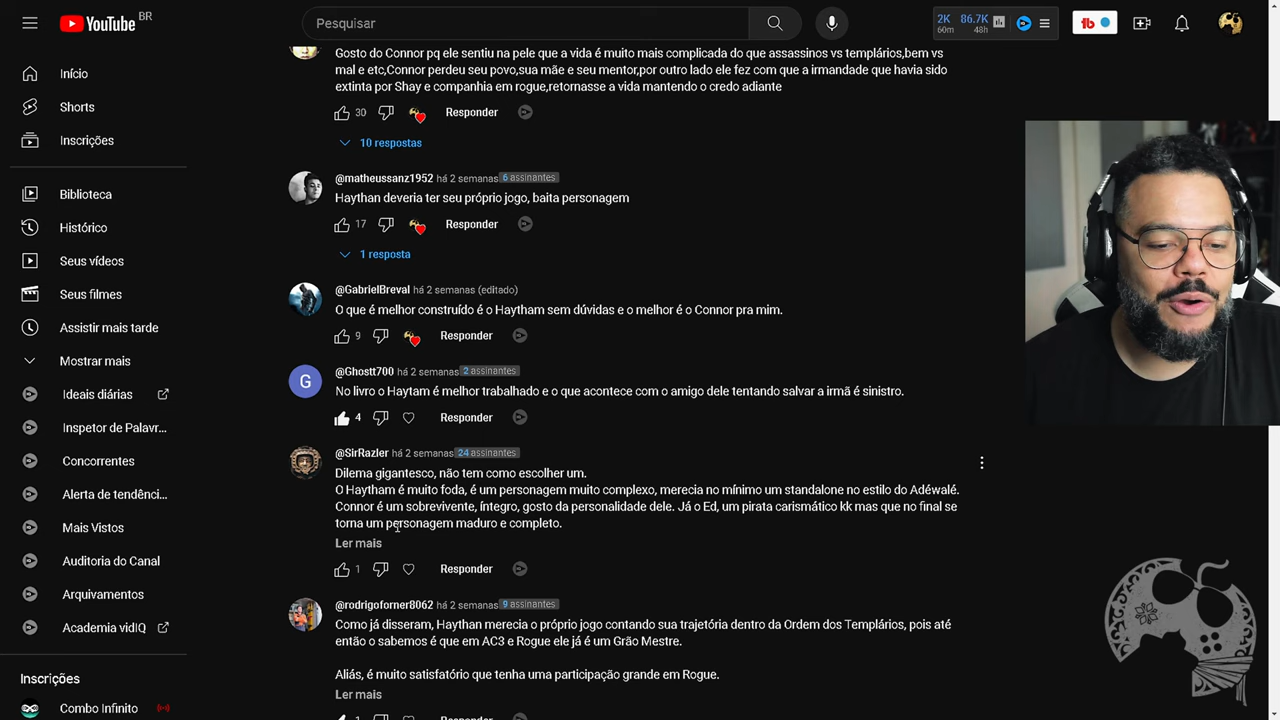 YouTube BR
Pesquisar
2K 86.7K
60m 48h
tb
Início
Shorts
Inscrições
Biblioteca
Histórico
Seus vídeos
Seus filmes
Assistir mais tarde
Mostrar mais
Ideais diárias
Inspetor de Palavr...
Concorrentes
Alerta de tendênci...
Mais Vistos
Auditoria do Canal
Arquivamentos
Academia vidIQ
Inscrições
Combo Infinito
Gosto do Connor pq ele sentiu na pele que a vida é muito mais complicada do que assassinos vs templários,bem vs
mal e etc,Connor perdeu seu povo,sua mãe e seu mentor,por outro lado ele fez com que a irmandade que havia sido
extinta por Shay e companhia em rogue,retornasse a vida mantendo o credo adiante
30 Responder
10 respostas
@matheussanz1952 há 2 semanas 6 assinantes
Haythan deveria ter seu próprio jogo, baita personagem
17 Responder
1 resposta
@GabrielBreval há 2 semanas (editado)
O que é melhor construído é o Haytham sem dúvidas e o melhor é o Connor pra mim.
9 Responder
G
@Ghostt700 há 2 semanas 2 assinantes
No livro o Haytam é melhor trabalhado e o que acontece com o amigo dele tentando salvar a irmã é sinistro.
4 Responder
@SirRazler há 2 semanas 24 assinantes
Dilema gigantesco, não tem como escolher um.
O Haytham é muito foda, é um personagem muito complexo, merecia no mínimo um standalone no estilo do Adéwalé.
Connor é um sobrevivente, íntegro, gosto da personalidade dele. Já o Ed, um pirata carismático kk mas que no final se
torna um personagem maduro e completo.
Ler mais
1 Responder
@rodrigoforner8062 há 2 semanas 9 assinantes
Como já disseram, Haythan merecia o próprio jogo contando sua trajetória dentro da Ordem dos Templários, pois até
então o sabemos é que em AC3 e Rogue ele já é um Grão Mestre.
Aliás, é muito satisfatório que tenha uma participação grande em Rogue.
Ler mais
1 Responder